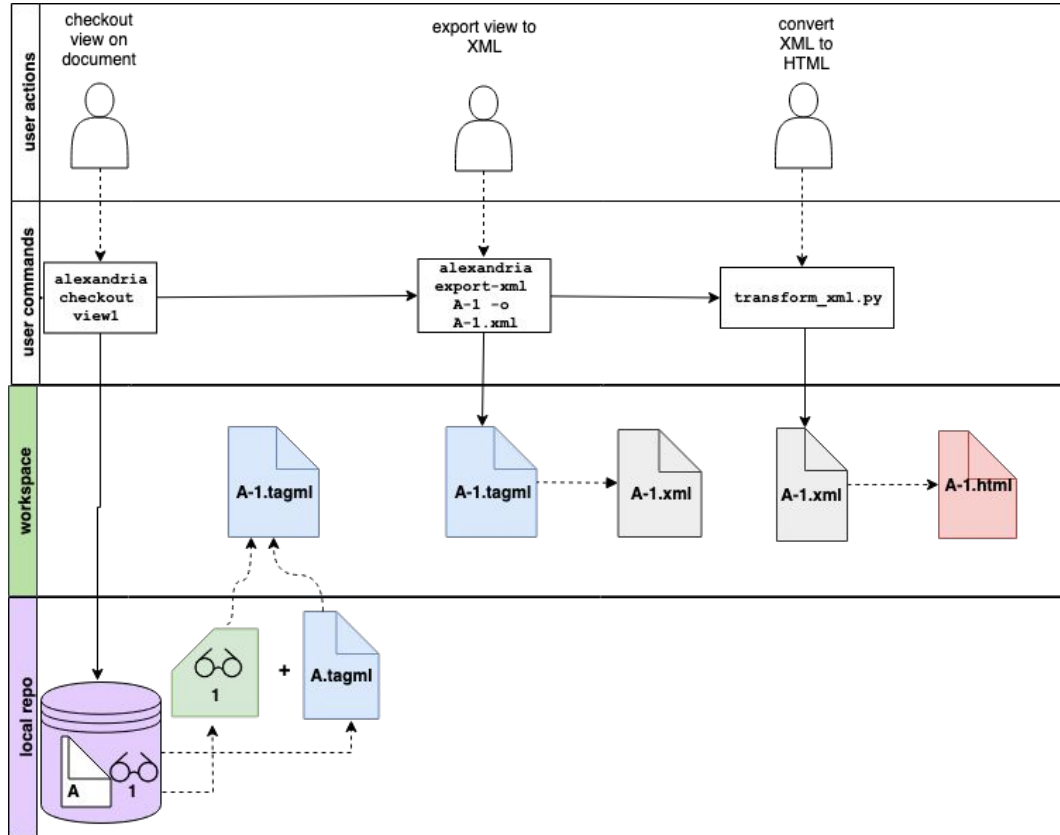 user actions
checkout
view on
document
export view to
XML
convert
XML to
HTML
user commands
alexandria
checkout
view1
alexandria
export-xml
A-1 -o
A-1.xml
transform_xml.py
workspace
A-1.tagml
A-1.tagml
A-1.xml
A-1.xml
A-1.html
local repo
1
+
A.tagml
A
1